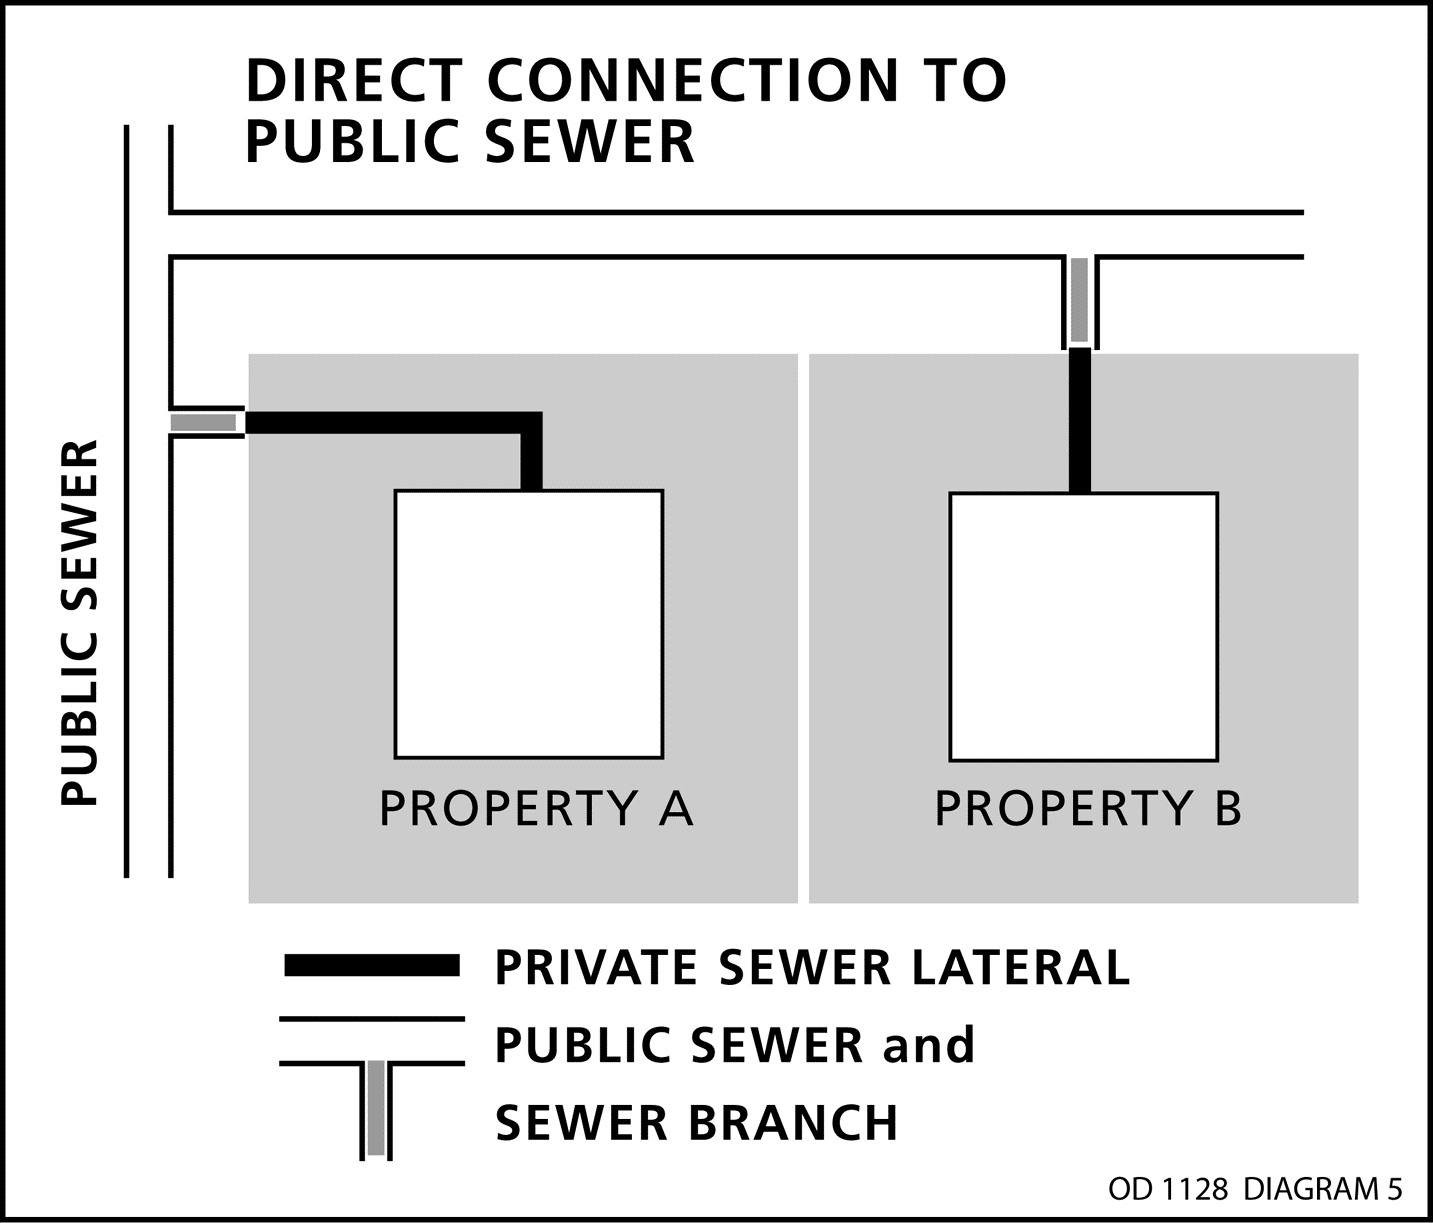 DIRECT CONNECTION TO
PUBLIC SEWER
PUBLIC SEWER
PROPERTY A
PROPERTY B
PRIVATE SEWER LATERAL
PUBLIC SEWER and
SEWER BRANCH
OD 1128 DIAGRAM 5